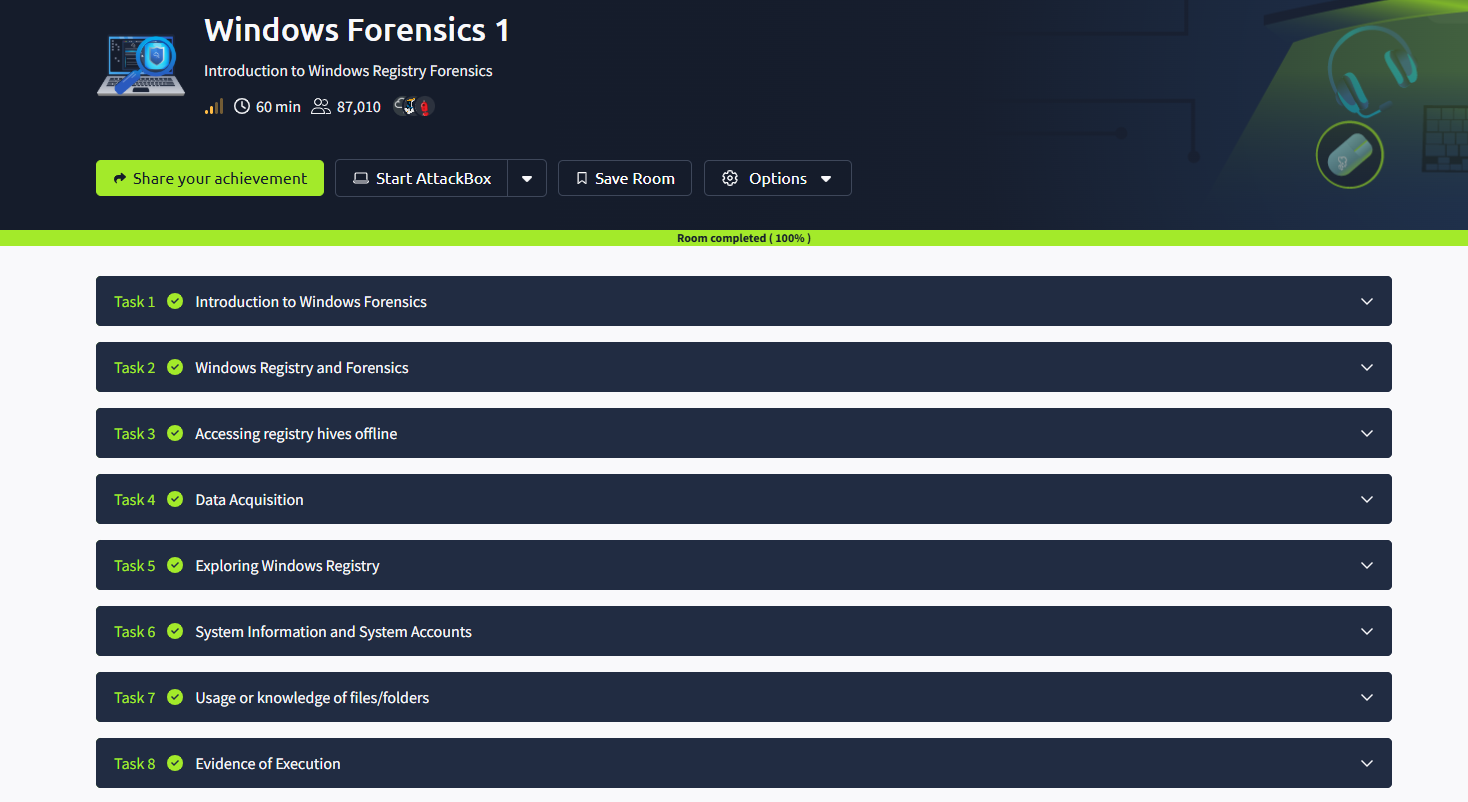 Windows Forensics 1
Introduction to Windows Registry Forensics
60 min 87,010
Share your achievement Start AttackBox Save Room Options
Room completed ( 100% )
Task 1 Introduction to Windows Forensics
Task 2 Windows Registry and Forensics
Task 3 Accessing registry hives offline
Task 4 Data Acquisition
Task 5 Exploring Windows Registry
Task 6 System Information and System Accounts
Task 7 Usage or knowledge of files/folders
Task 8 Evidence of Execution